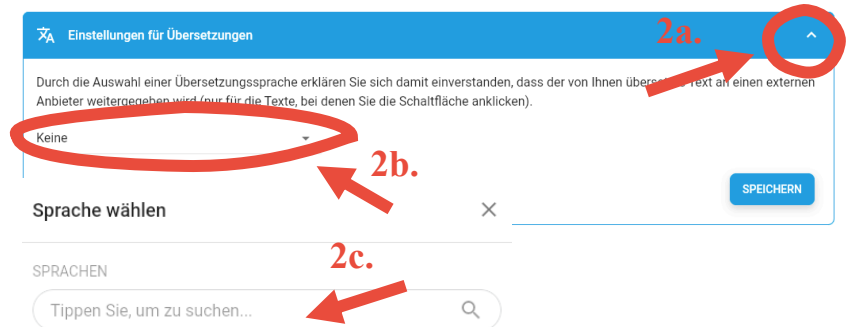 2a.
Einstellungen für Übersetzungen
Durch die Auswahl einer Übersetzungssprache erklären Sie sich damit einverstanden, dass der von Ihnen Text an einen externen
Anbieter weitergegeben wird (nur für die Texte, bei denen Sie die Schaltfläche anklicken).
Keine
2b.
SPEICHERN
Sprache wählen
2c.
SPRACHEN
Tippen Sie, um zu suchen...